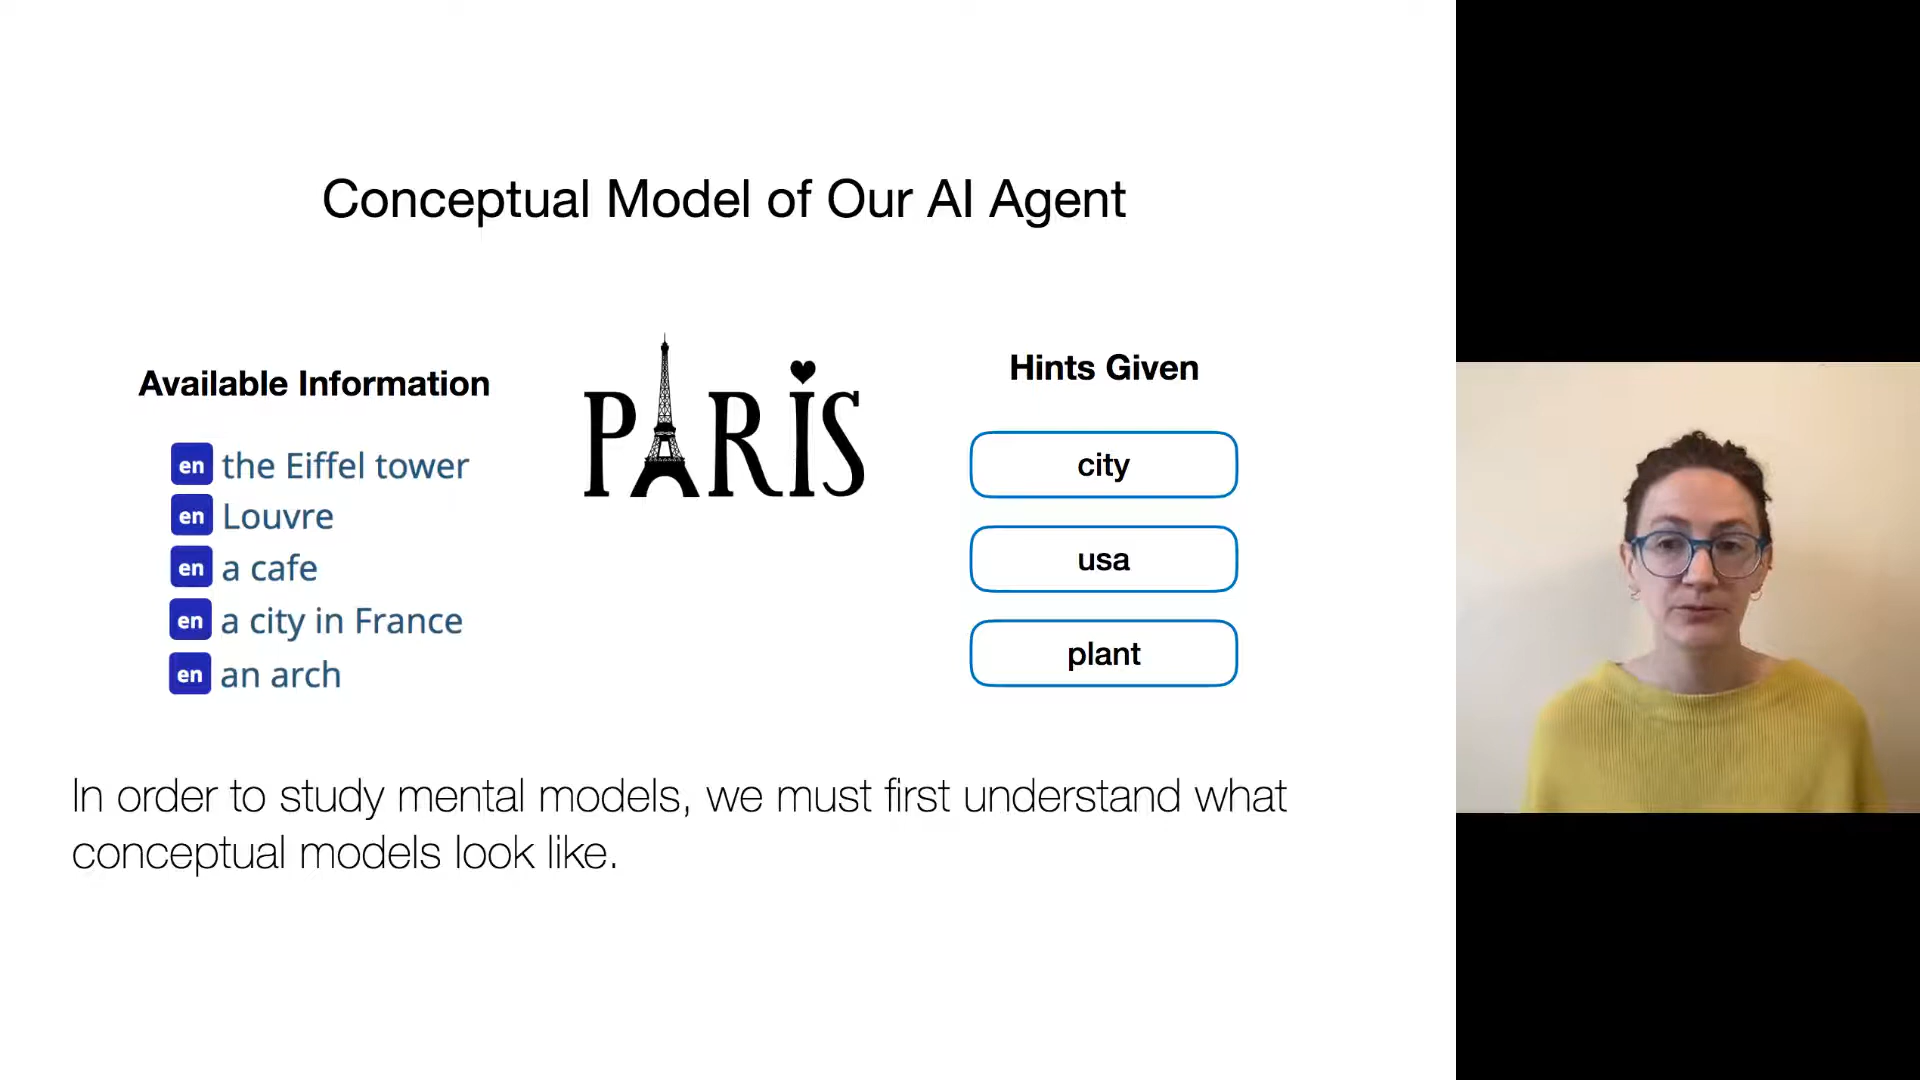 Conceptual Model of Our AI Agent
Available Information
en the Eiffel tower
en Louvre
en a cafe
en a city in France
en an arch
PARIS
Hints Given
city
usa
plant
In order to study mental models, we must first understand what
conceptual models look like.